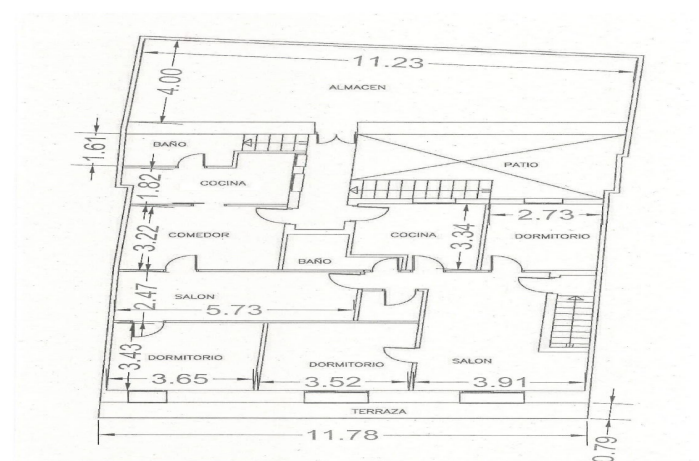 11.23
4.00
ALMACEN
1.61
BAÑO
PATIO
1.82
COCINA
2.73
3.22
COMEDOR
COCINA
3.34
DORMITORIO
BAÑO
2.47
SALON
5.73
3.43
DORMITORIO
DORMITORIO
SALON
3.65
3.52
3.91
TERRAZA
11.78
0.79